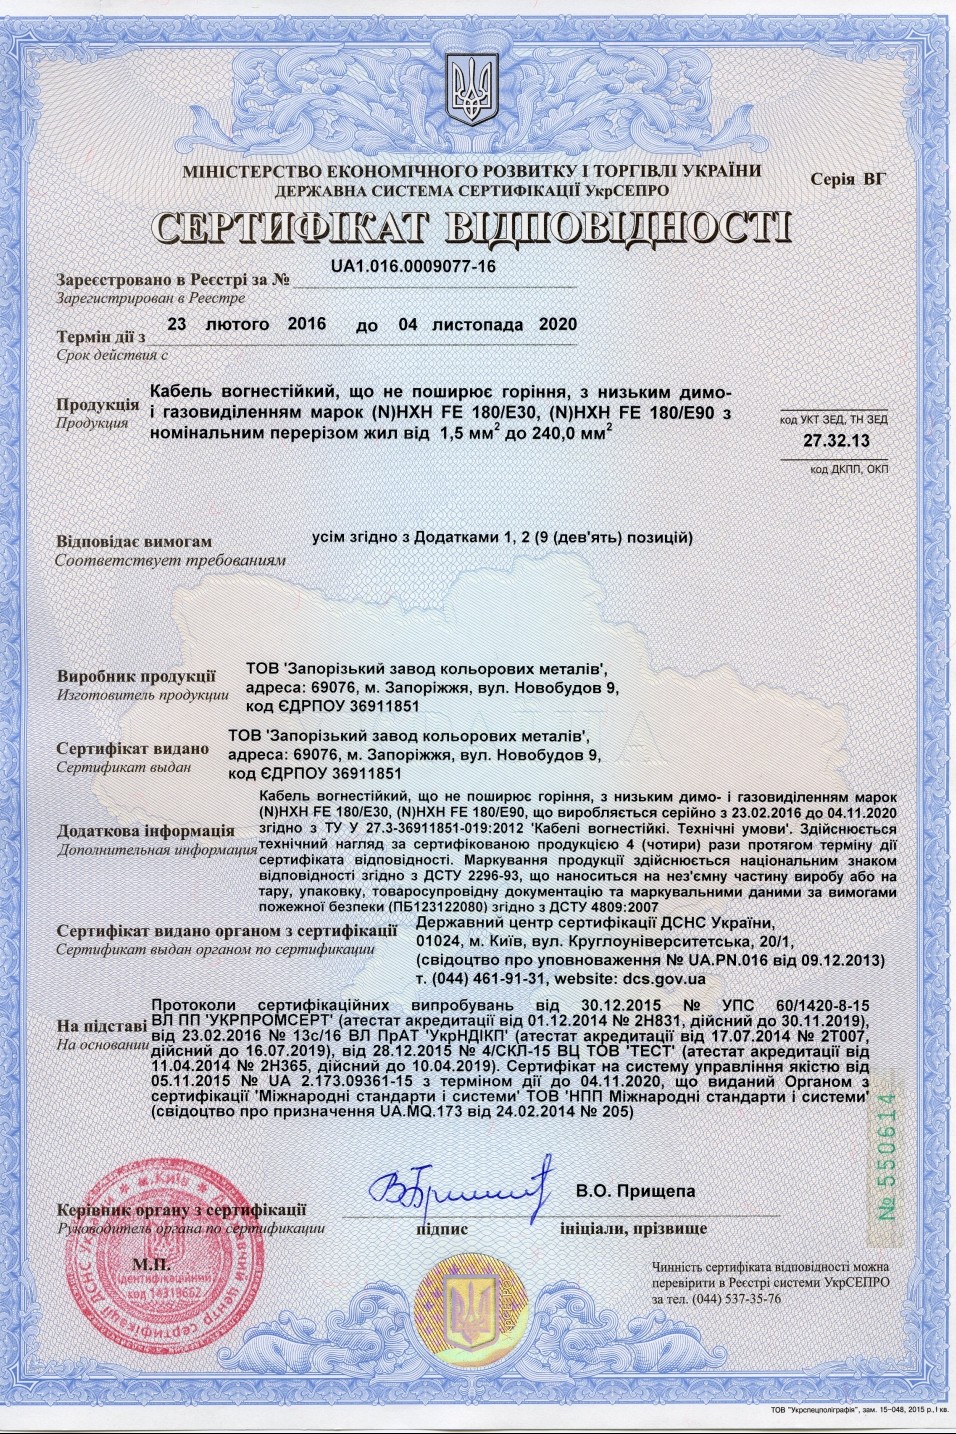 МІНІСТЕРСТВО ЕКОНОМІЧНОГО РОЗВИТКУ І ТОРГІВЛІ УКРАЇНИ
Серія ВГ
ДЕРЖАВНА СИСТЕМА СЕРТИФІКАЦІЇ УкрСЕПРО
СЕРТИФІКАТ ВІДПОВІДНОСТІ
UA1.016.0009077-16
Зареєстровано в Реєстрі за №
Зарегистрирован в Реестре
23 лютого 2016 до 04 листопада 2020
Термін дії з
Срок действия с
Кабель вогнестійкий, що не поширює горіння, з низьким димо-
і газовиділенням марок (N)HXH FE 180/E30, (N)HXH FE 180/E90 з
номінальним перерізом жил від 1,5 мм² до 240,0 мм²
Продукція
Продукция
код УКТ ЗЕД, ТН ЗЕД
27.32.13
код ДКПП, ОКП
усім згідно з Додатками 1, 2 (9 (дев'ять) позицій)
Відповідає вимогам
Соответствует требованиям
Виробник продукції
Изготовитель продукции
ТОВ 'Запорізький завод кольорових металів',
адреса: 69076, м. Запоріжжя, вул. Новобудов 9,
код ЄДРПОУ 36911851
Сертифікат видано
Сертификат выдан
ТОВ 'Запорізький завод кольорових металів',
адреса: 69076, м. Запоріжжя, вул. Новобудов 9,
код ЄДРПОУ 36911851
Додаткова інформація
Дополнительная информация
Кабель вогнестійкий, що не поширює горіння, з низьким димо- і газовиділенням марок
(N)HXH FE 180/E30, (N)HXH FE 180/E90, що виробляється серійно з 23.02.2016 до 04.11.2020
згідно з ТУ У 27.3-36911851-019:2012 'Кабелі вогнестійкі. Технічні умови'. Здійснюється
технічний нагляд за сертифікованою продукцією 4 (чотири) рази протягом терміну дії
сертифіката відповідності. Маркування продукції здійснюється національним знаком
відповідності згідно з ДСТУ 2296-93, що наноситься на нез'ємну частину виробу або на
тару, упаковку, товаросупровідну документацію та маркувальними даними за вимогами
пожежної безпеки (ПБ123122080) згідно з ДСТУ 4809:2007
Сертифікат видано органом з сертифікації
Сертификат выдан органом по сертификации
Державний центр сертифікації ДСНС України,
01024, м. Київ, вул. Круглоуніверситетська, 20/1,
(свідоцтво про уповноваження № UA.PN.016 від 09.12.2013)
т. (044) 461-91-31, website: dcs.gov.ua
На підставі
На основании
Протоколи сертифікаційних випробувань від 30.12.2015 № УПС 60/1420-8-15
ВЛ ПП 'УКРПРОМСЕРТ' (атестат акредитації від 01.12.2014 № 2Н831, дійсний до 30.11.2019),
від 23.02.2016 № 13с/16 ВЛ ПрАТ 'УкрНДІКП' (атестат акредитації від 17.07.2014 № 2Т007,
дійсний до 16.07.2019), від 28.12.2015 № 4/СКЛ-15 ВЦ ТОВ 'ТЕСТ' (атестат акредитації від
11.04.2014 № 2Н365, дійсний до 10.04.2019). Сертифікат на систему управління якістю від
05.11.2015 № UA 2.173.09361-15 з терміном дії до 04.11.2020, що виданий Органом з
сертифікації 'Міжнародні стандарти і системи' ТОВ 'НПП Міжнародні стандарти і системи'
(свідоцтво про призначення UA.MQ.173 від 24.02.2014 № 205)
№ 550614
Керівник органу з сертифікації
Руководитель органа по сертификации
В.О. Прищепа
підпис
ініціали, прізвище
М.П.
м. Київ
Державний центр сертифікації ДСНС України
Ідентифікаційний
код 14319662
УКРСЕПРО
Чинність сертифіката відповідності можна
перевірити в Реєстрі системи УкрСЕПРО
за тел. (044) 537-35-76
ТОВ "Укрспецполіграфія", зам. 15-048, 2015 р., I кв.